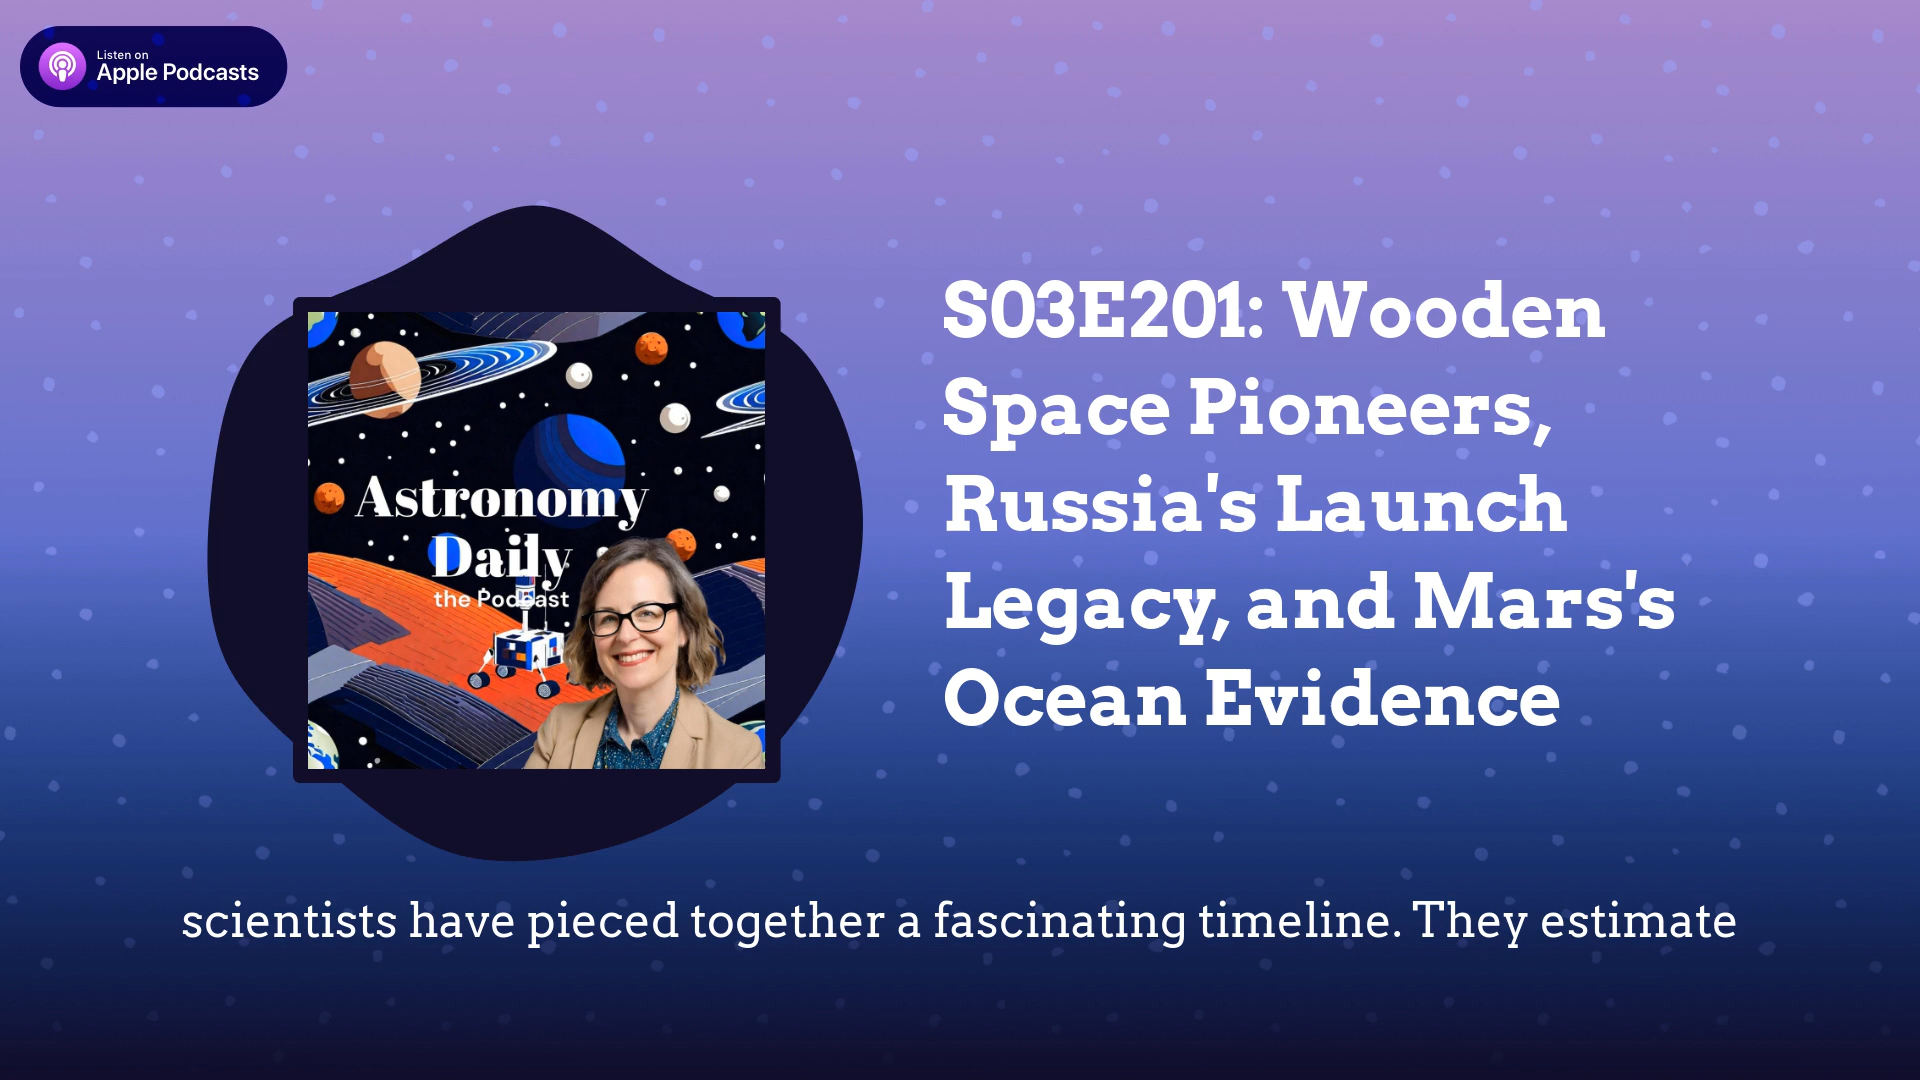 Listen on
Apple Podcasts
Astronomy
Daily
the Podcast
S03E201: Wooden
Space Pioneers,
Russia's Launch
Legacy, and Mars's
Ocean Evidence
scientists have pieced together a fascinating timeline. They estimate